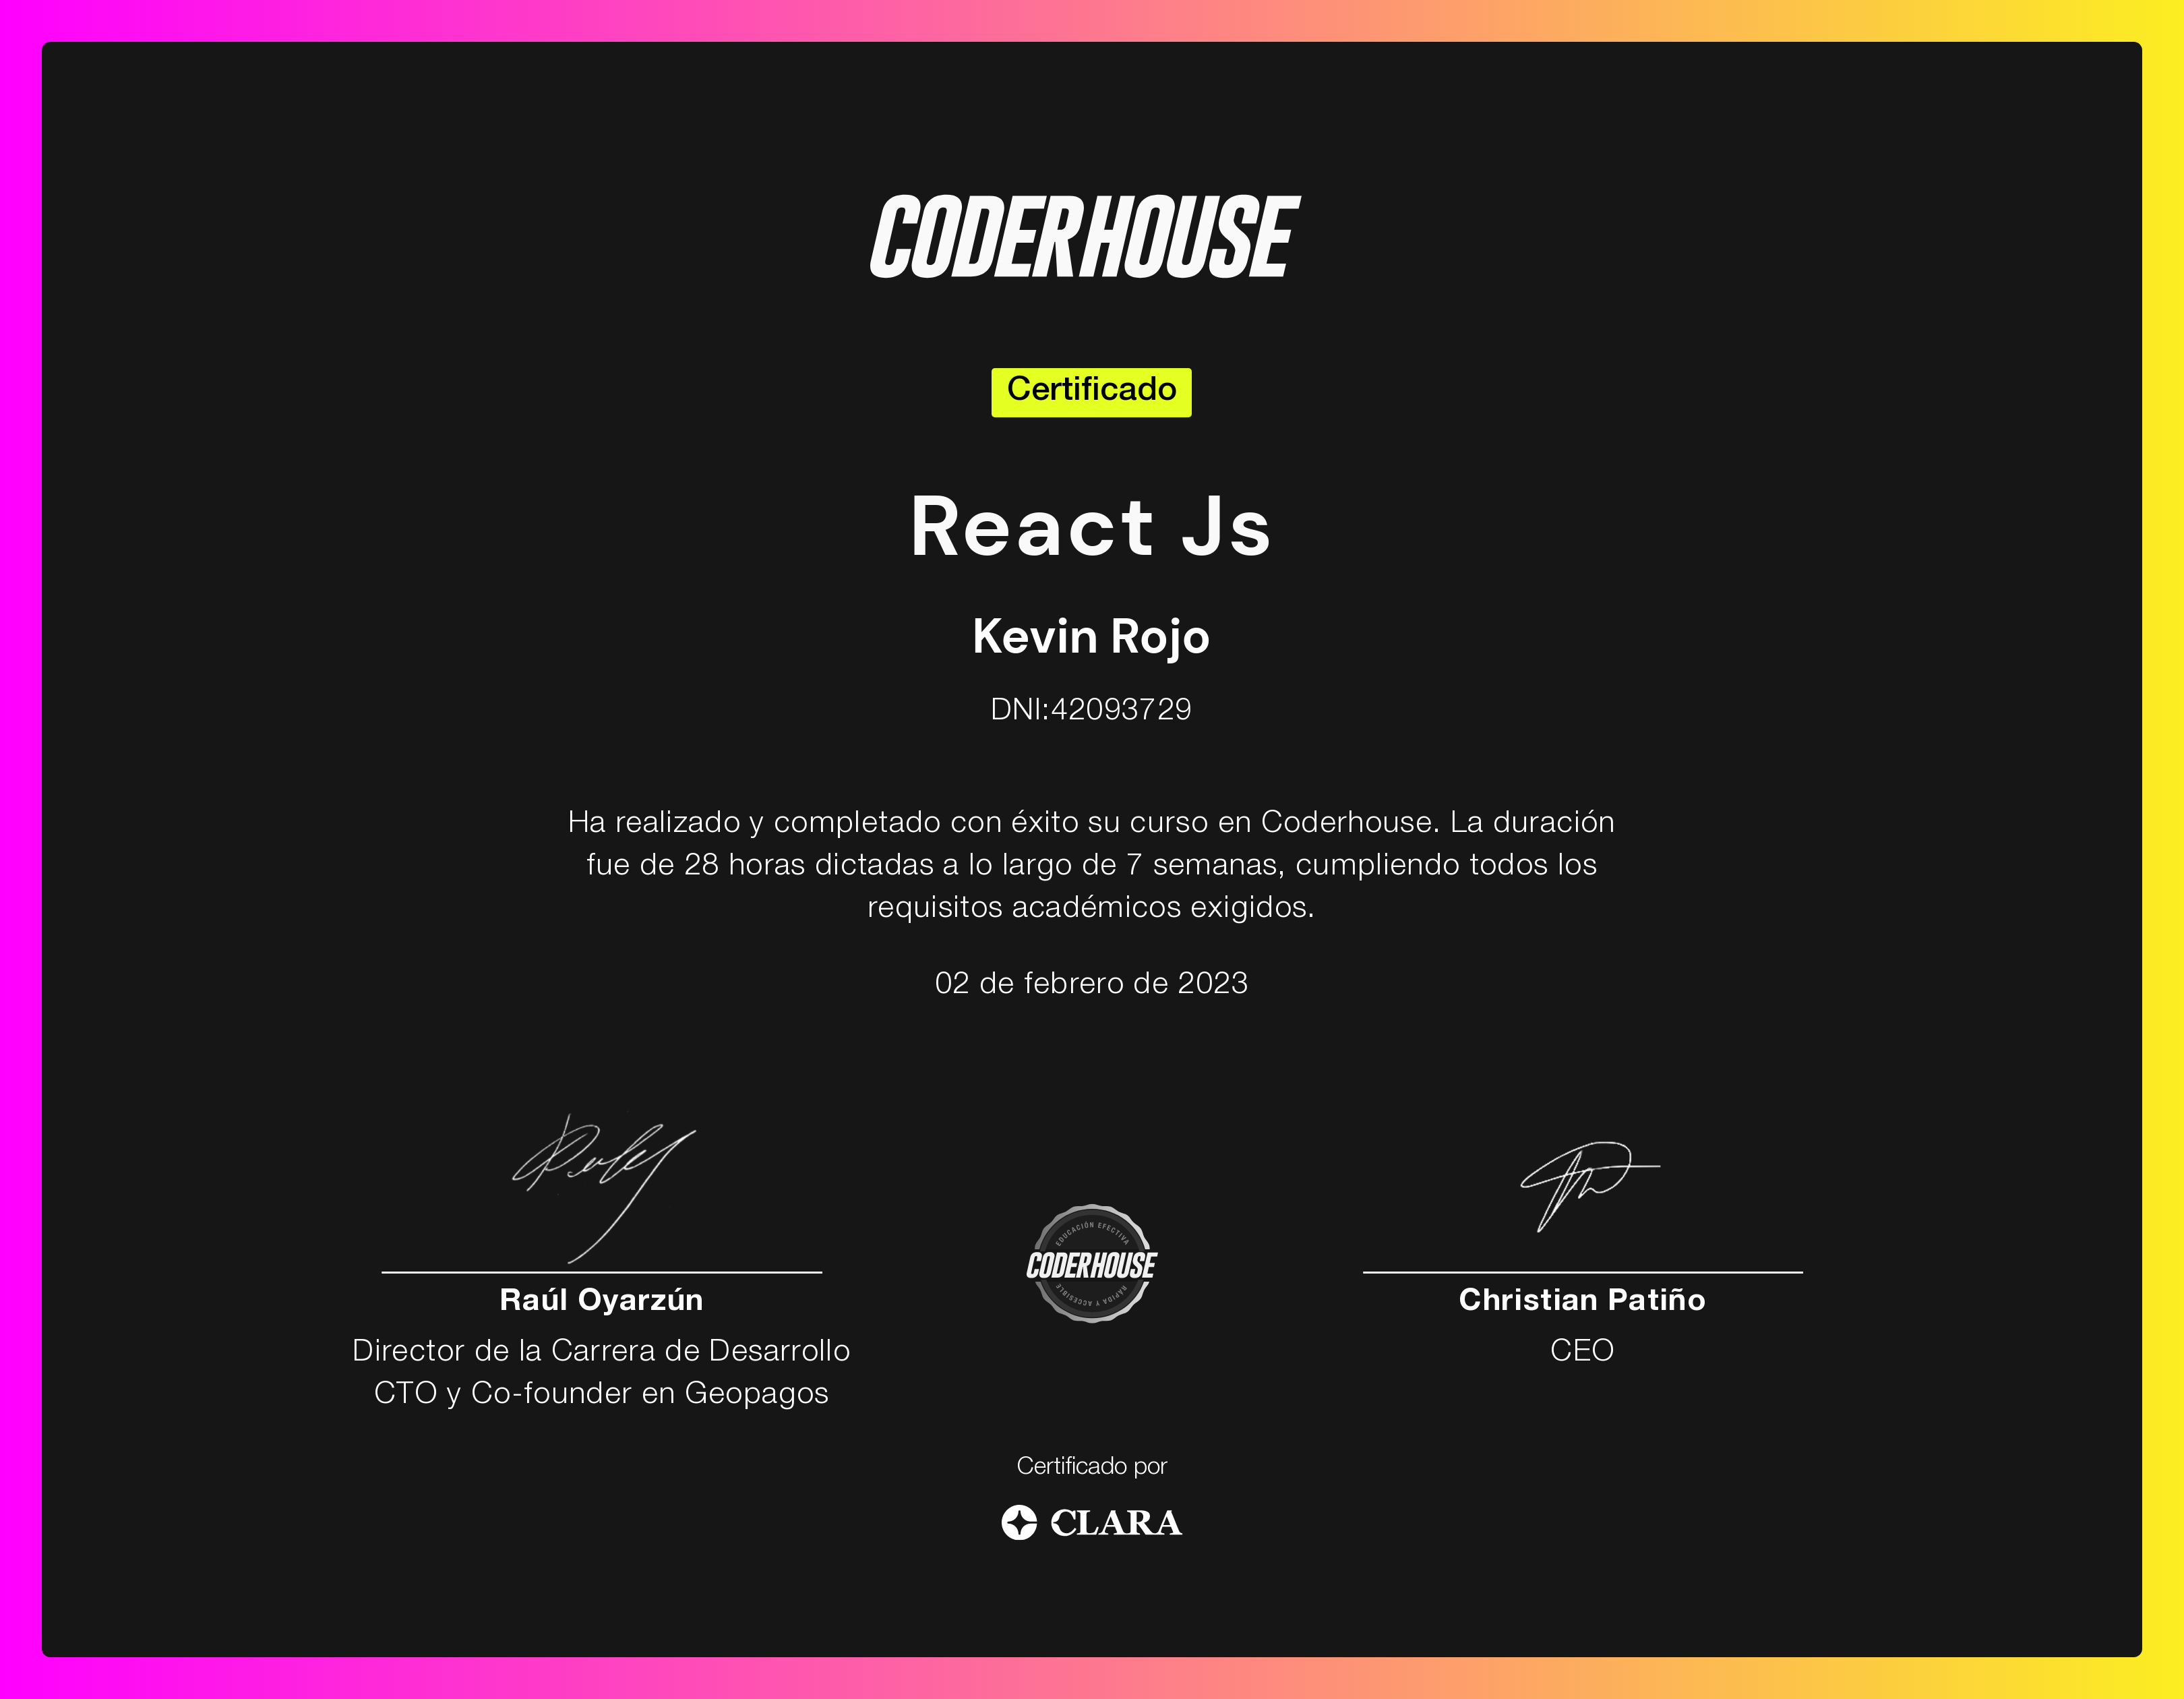 CODERHOUSE
Certificado
React Js
Kevin Rojo
DNI:42093729
Ha realizado y completado con éxito su curso en Coderhouse. La duración
fue de 28 horas dictadas a lo largo de 7 semanas, cumpliendo todos los
requisitos académicos exigidos.
02 de febrero de 2023
Raúl Oyarzún
Director de la Carrera de Desarrollo
CTO y Co-founder en Geopagos
EDUCACIÓN EFECTIVA
CODERHOUSE
RÁPIDA Y ACCESIBLE
Christian Patiño
CEO
Certificado por
CLARA